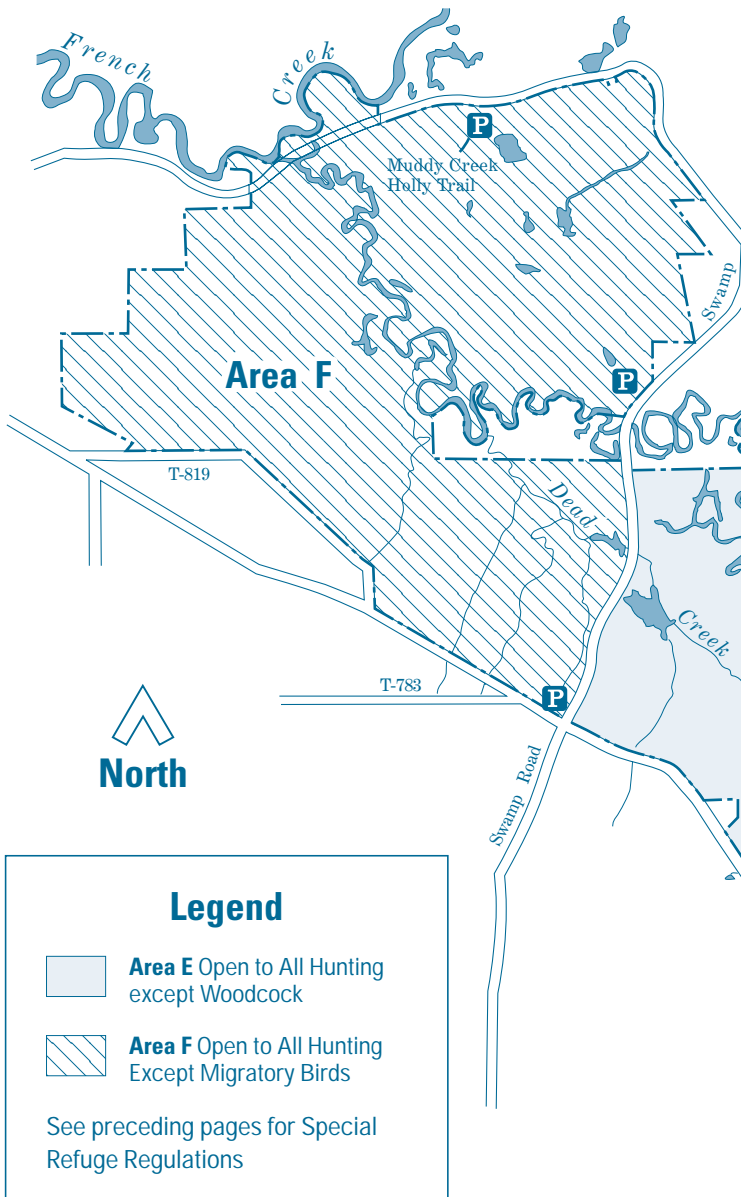 French
Creek
P
Muddy Creek
Holly Trail
Swamp
Area F
P
T-819
Dead
Creek
T-783
P
North
Swamp Road
Legend
Area E Open to All Hunting
except Woodcock
Area F Open to All Hunting
Except Migratory Birds
See preceding pages for Special
Refuge Regulations